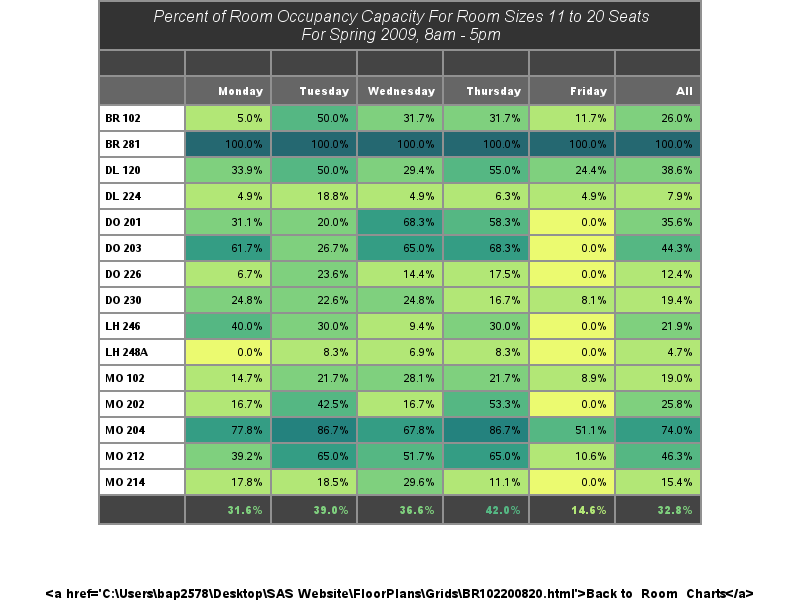 Percent of Room Occupancy Capacity For Room Sizes 11 to 20 Seats
For Spring 2009, 8am - 5pm
Monday Tuesday Wednesday Thursday Friday All
BR 102 5.0% 50.0% 31.7% 31.7% 11.7% 26.0%
BR 281 100.0% 100.0% 100.0% 100.0% 100.0% 100.0%
DL 120 33.9% 50.0% 29.4% 55.0% 24.4% 38.6%
DL 224 4.9% 18.8% 4.9% 6.3% 4.9% 7.9%
DO 201 31.1% 20.0% 68.3% 58.3% 0.0% 35.6%
DO 203 61.7% 26.7% 65.0% 68.3% 0.0% 44.3%
DO 226 6.7% 23.6% 14.4% 17.5% 0.0% 12.4%
DO 230 24.8% 22.6% 24.8% 16.7% 8.1% 19.4%
LH 246 40.0% 30.0% 9.4% 30.0% 0.0% 21.9%
LH 248A 0.0% 8.3% 6.9% 8.3% 0.0% 4.7%
MO 102 14.7% 21.7% 28.1% 21.7% 8.9% 19.0%
MO 202 16.7% 42.5% 16.7% 53.3% 0.0% 25.8%
MO 204 77.8% 86.7% 67.8% 86.7% 51.1% 74.0%
MO 212 39.2% 65.0% 51.7% 65.0% 10.6% 46.3%
MO 214 17.8% 18.5% 29.6% 11.1% 0.0% 15.4%
31.6% 39.0% 36.6% 42.0% 14.6% 32.8%
<a href='C:\Users\bap2578\Desktop\SAS Website\FloorPlans\Grids\BR102200820.html'>Back to Room Charts</a>